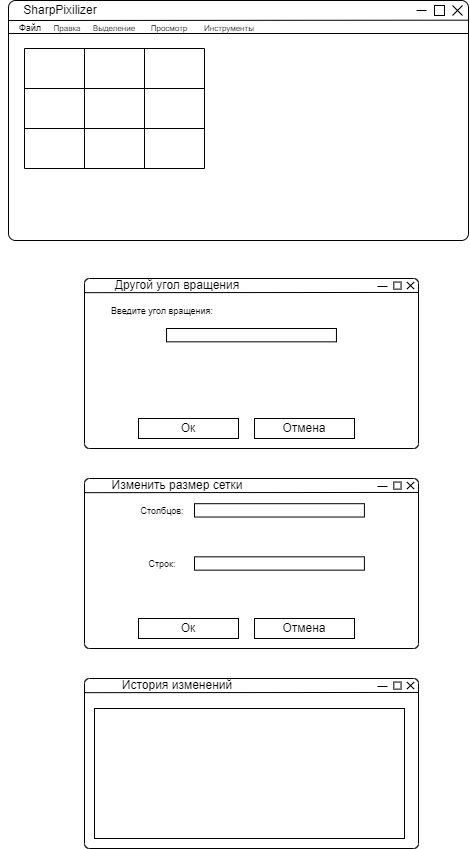 SharpPixilizer
Файл Правка Выделение Просмотр Инструменты
Другой угол вращения
Введите угол вращения:
Ок Отмена
Изменить размер сетки
Столбцов:
Строк:
Ок Отмена
История изменений